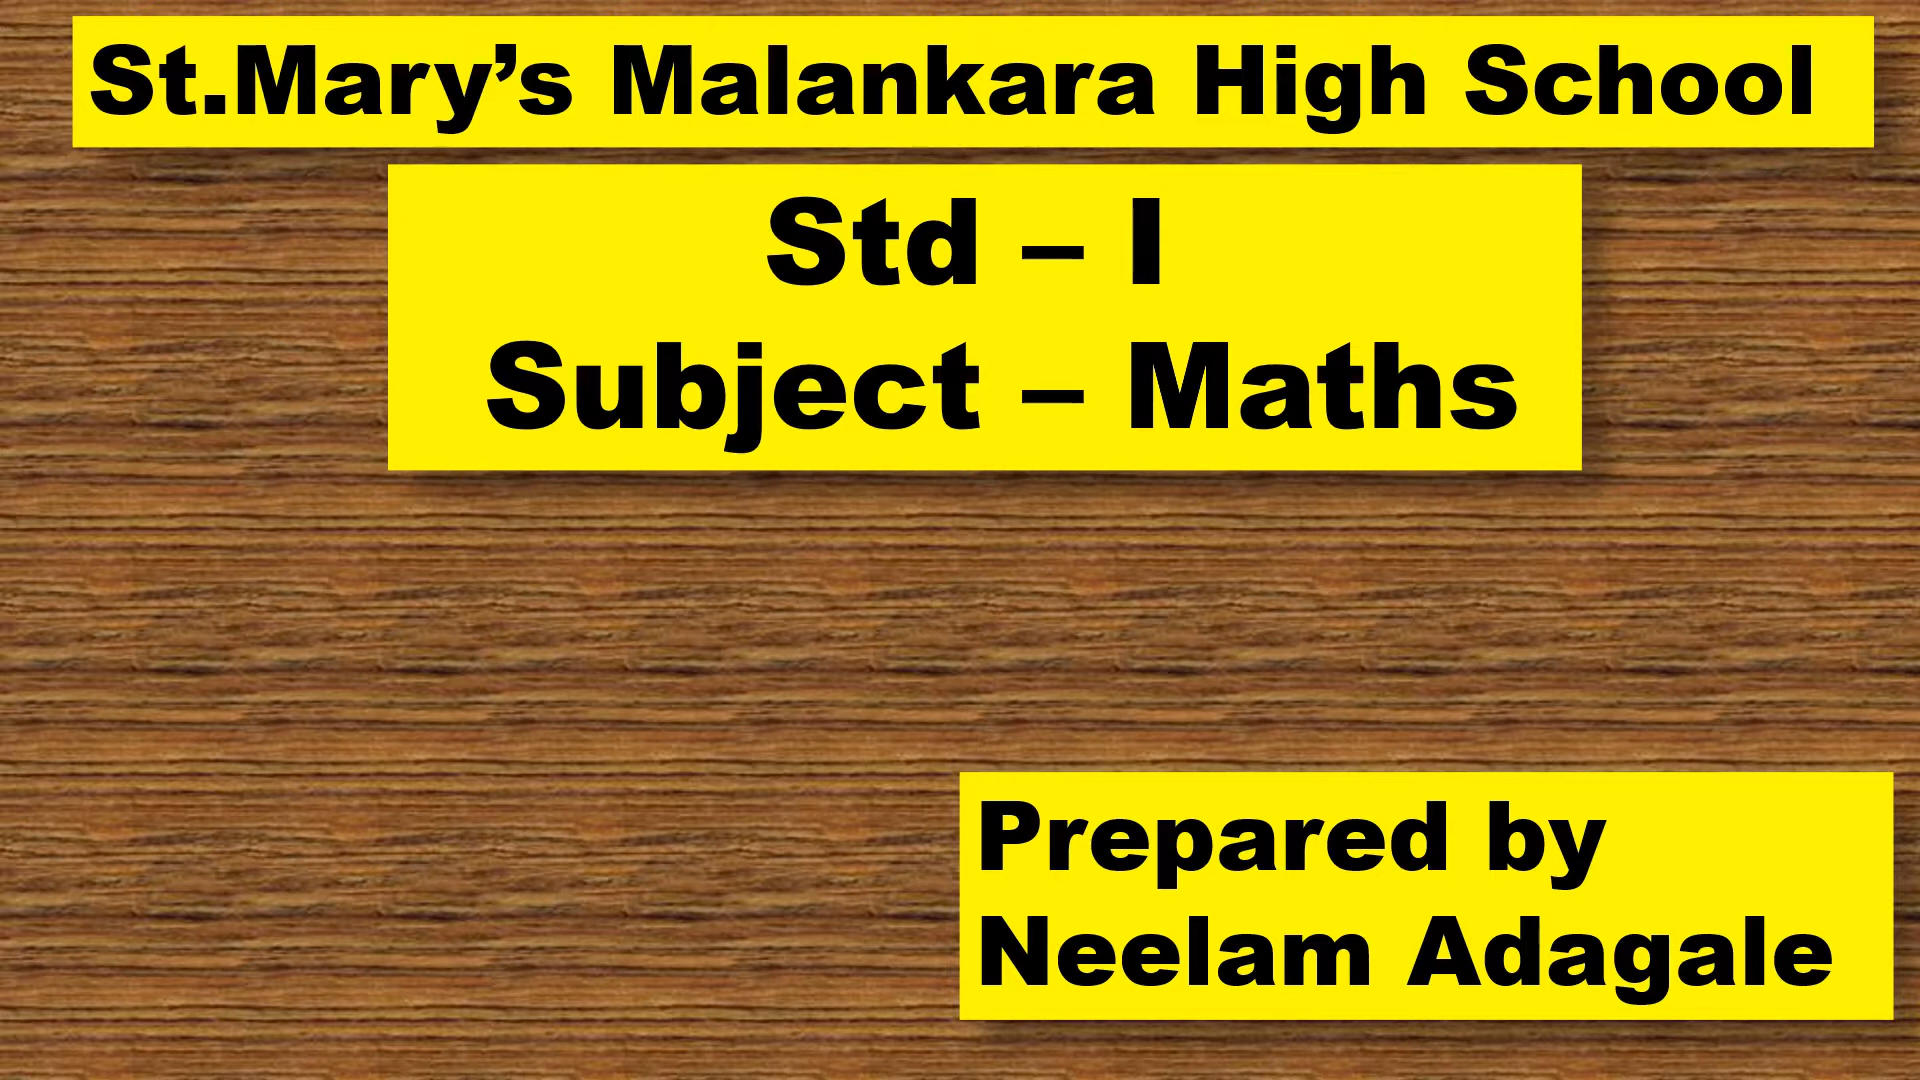 St.Mary’s Malankara High School
Std – I
Subject – Maths
Prepared by
Neelam Adagale